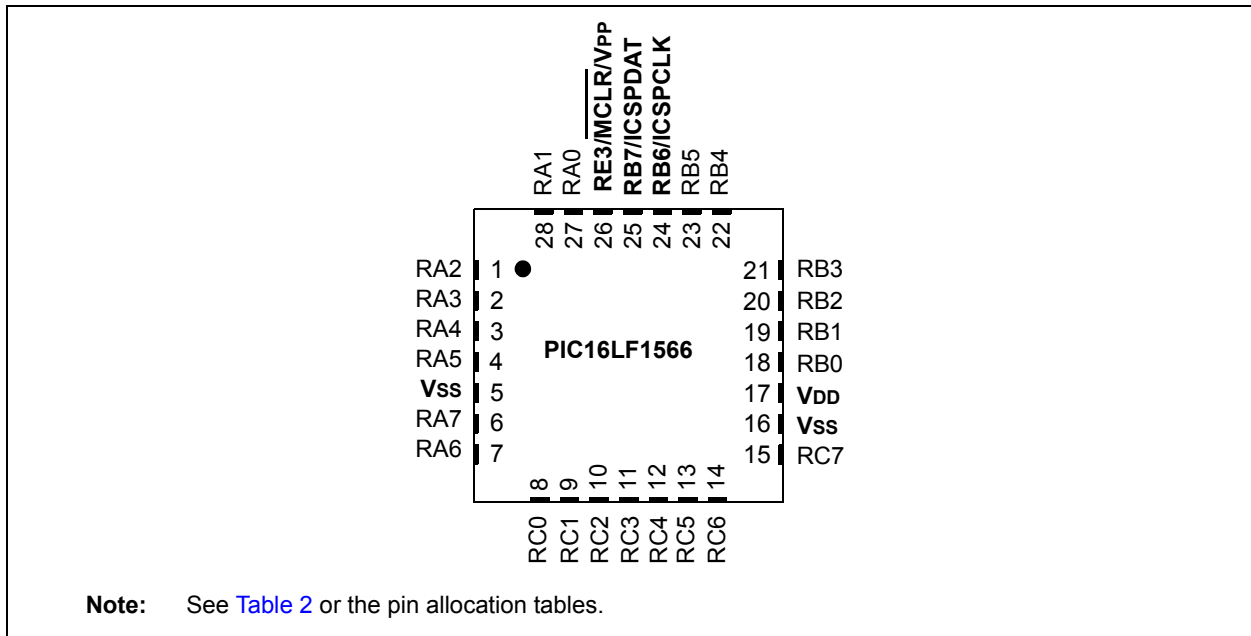 RE3/MCLR/VPP
RB7/ICSPDAT
RB6/ICSPCLK
RA1
RA0
RB5
RB4
28
27
26
25
24
23
22
RA2 1
RA3 2
RA4 3
RA5 4
VSS 5
RA7 6
RA6 7
PIC16LF1566
21 RB3
20 RB2
19 RB1
18 RB0
17 VDD
16 VSS
15 RC7
8
9
10
11
12
13
14
RC0
RC1
RC2
RC3
RC4
RC5
RC6
Note: See Table 2 or the pin allocation tables.